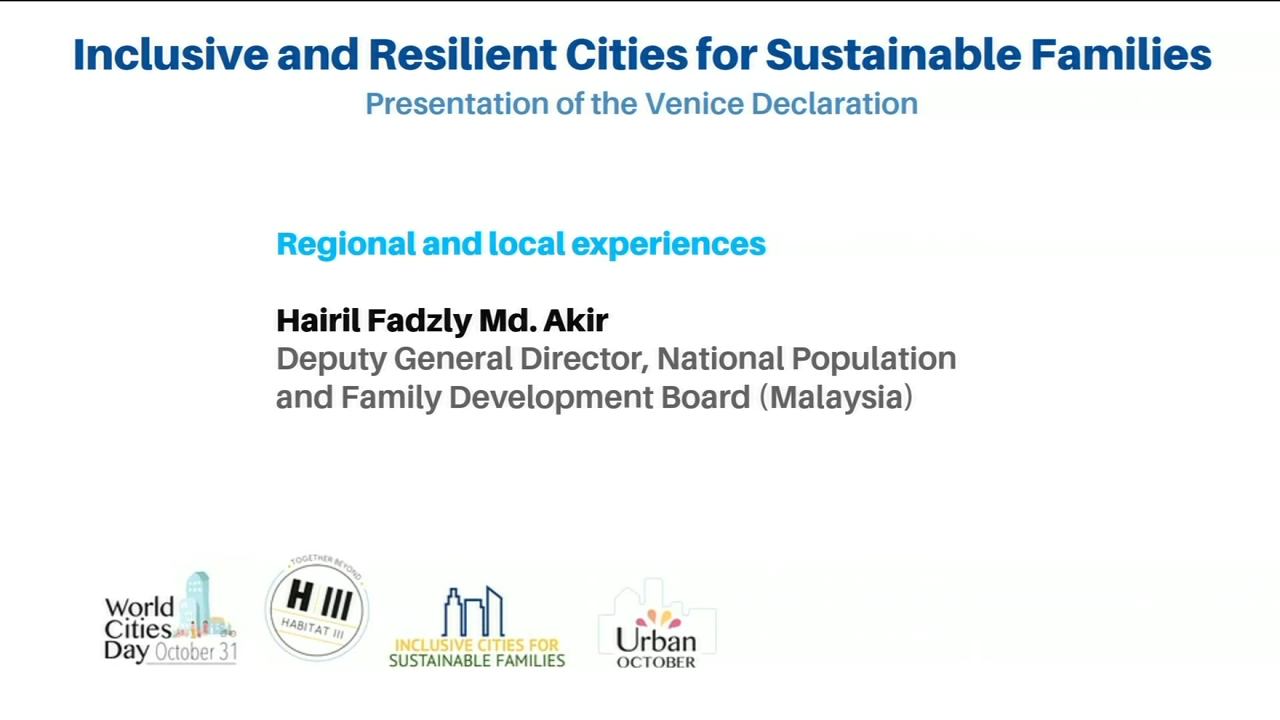 Inclusive and Resilient Cities for Sustainable Families
Presentation of the Venice Declaration
Regional and local experiences
Hairil Fadzly Md. Akir
Deputy General Director, National Population
and Family Development Board (Malaysia)
World
Cities
Day October 31
TOGETHER BEYOND
H III
HABITAT III
INCLUSIVE CITIES FOR
SUSTAINABLE FAMILIES
Urban
OCTOBER